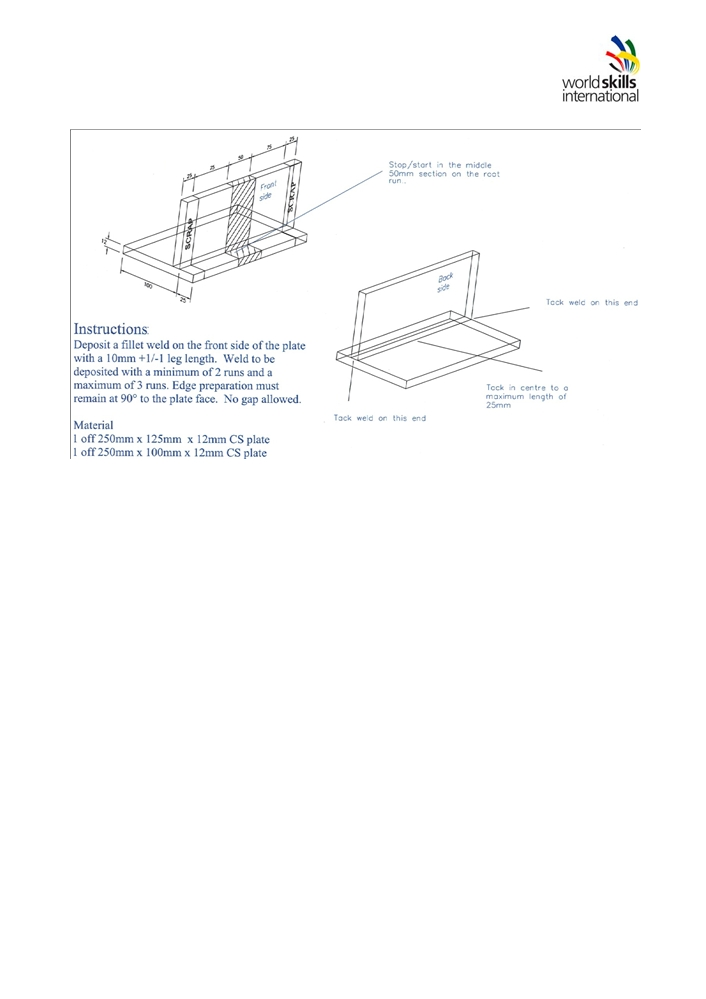 world skills
international
25
75
50
25
25
Front
side
SCRAP
SCRAP
12
100
25
Stop/start in the middle
50mm section on the root
run..
Back
side
Tack weld on this end
Tack in centre to a
maximum length of
25mm
Tack weld on this end
Instructions:
Deposit a fillet weld on the front side of the plate
with a 10mm +1/-1 leg length. Weld to be
deposited with a minimum of 2 runs and a
maximum of 3 runs. Edge preparation must
remain at 90° to the plate face. No gap allowed.
Material
1 off 250mm x 125mm x 12mm CS plate
1 off 250mm x 100mm x 12mm CS plate